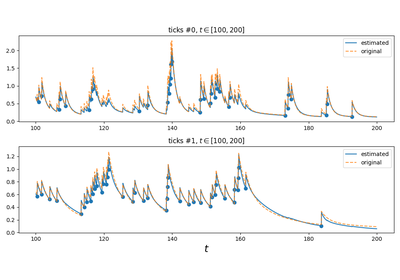 ticks #0, t ∈ [100, 200)
estimated
original
2.0
1.5
1.0
0.5
0.0
100 120 140 160 180 200
ticks #1, t ∈ [100, 200)
estimated
original
1.2
1.0
0.8
0.6
0.4
0.2
0.0
100 120 140 160 180 200
t